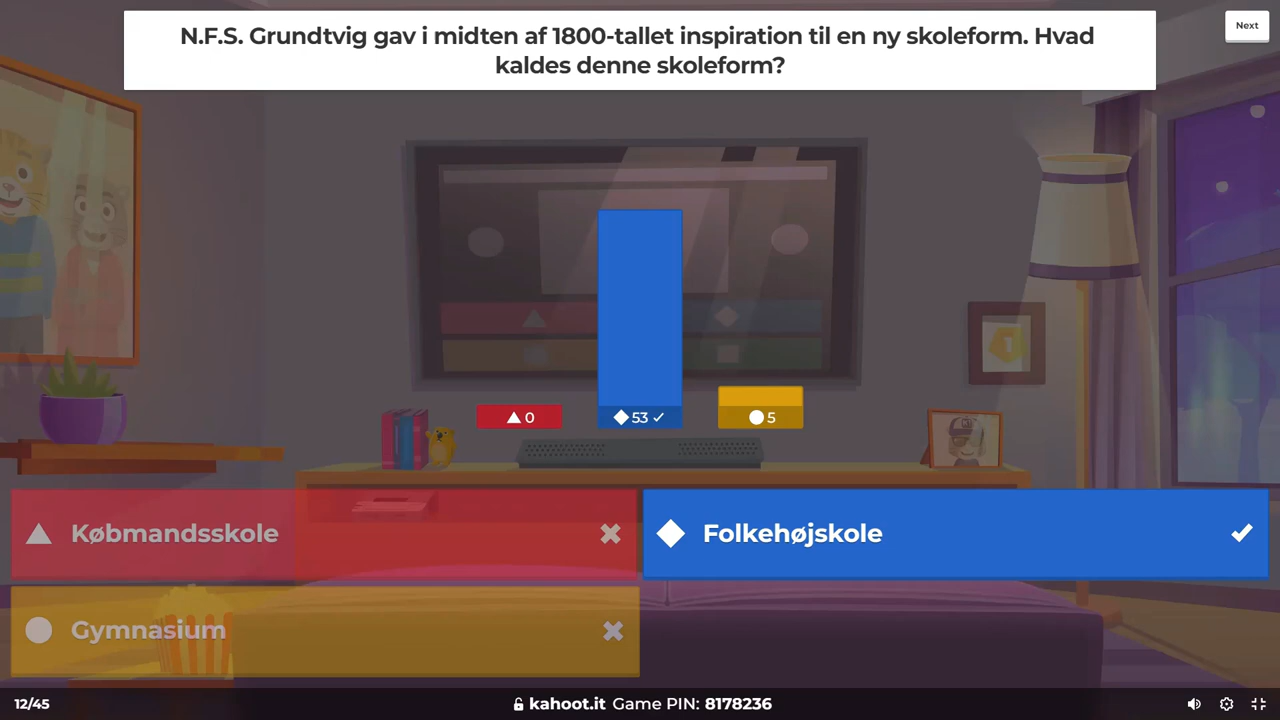 N.F.S. Grundtvig gav i midten af 1800-tallet inspiration til en ny skoleform. Hvad
kaldes denne skoleform?
Next
1
0
53
5
Købmandsskole
Folkehøjskole
Gymnasium
12/45
kahoot.it Game PIN: 8178236